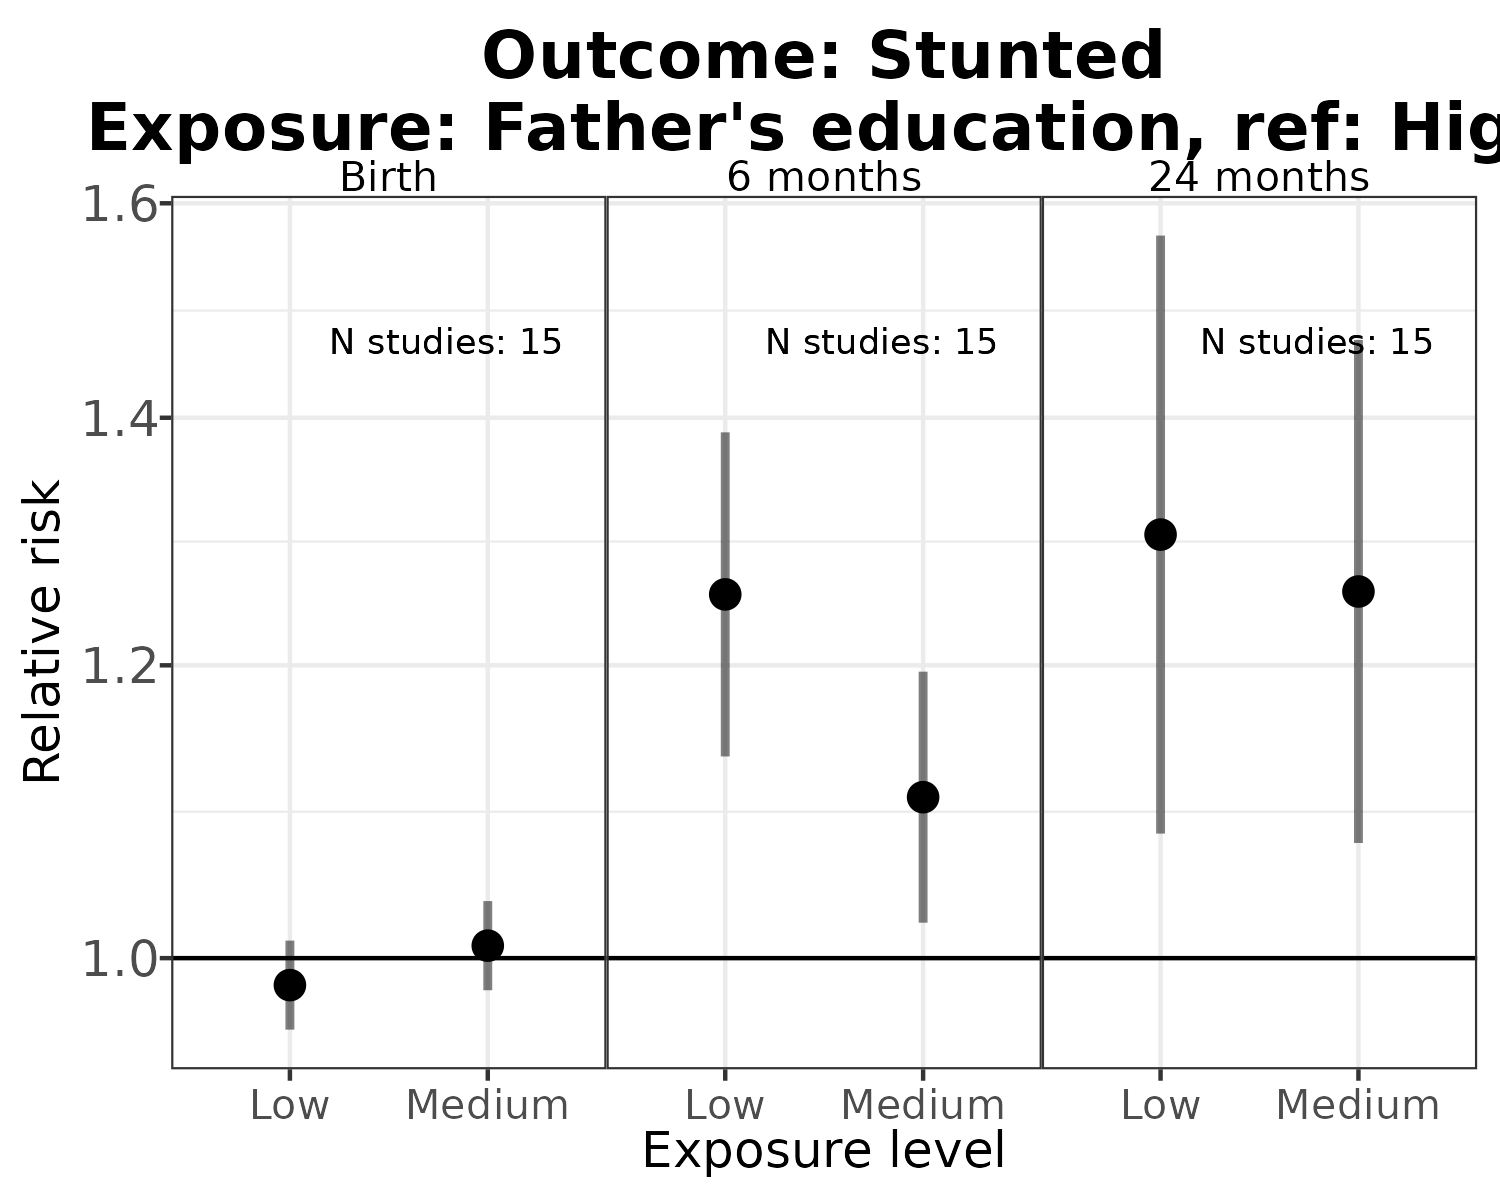 Outcome: Stunted
Exposure: Father's education, ref: Hig
Birth
6 months
24 months
1.6
1.4
1.2
1.0
Relative risk
N studies: 15
N studies: 15
N studies: 15
Low
Medium
Low
Medium
Low
Medium
Exposure level